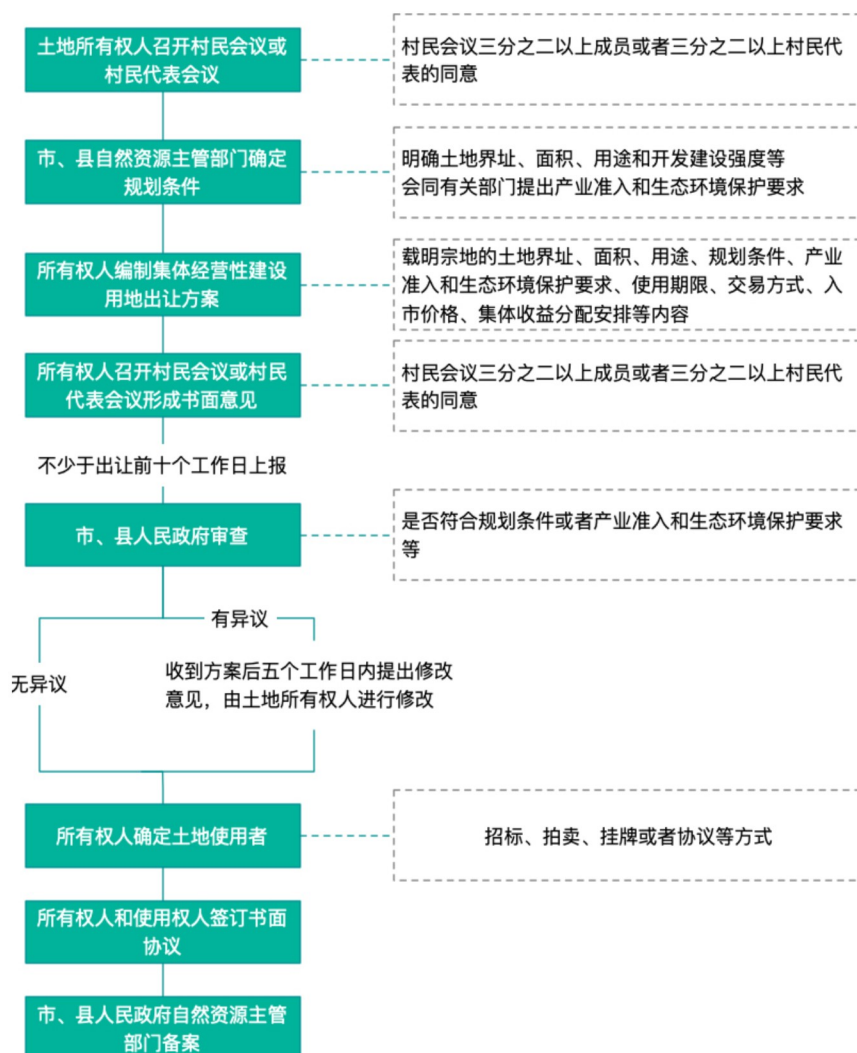 土地所有权人召开村民会议或
村民代表会议
村民会议三分之二以上成员或者三分之二以上村民代
表的同意
市、县自然资源主管部门确定
规划条件
明确土地界址、面积、用途和开发建设强度等
会同有关部门提出产业准入和生态环境保护要求
所有权人编制集体经营性建设
用地出让方案
载明宗地的土地界址、面积、用途、规划条件、产业
准入和生态环境保护要求、使用期限、交易方式、入
市价格、集体收益分配安排等内容
所有权人召开村民会议或村民
代表会议形成书面意见
村民会议三分之二以上成员或者三分之二以上村民代
表的同意
不少于出让前十个工作日上报
市、县人民政府审查
是否符合规划条件或者产业准入和生态环境保护要求
等
有异议
无异议
收到方案后五个工作日内提出修改
意见，由土地所有权人进行修改
所有权人确定土地使用者
招标、拍卖、挂牌或者协议等方式
所有权人和使用权人签订书面
协议
市、县人民政府自然资源主管
部门备案